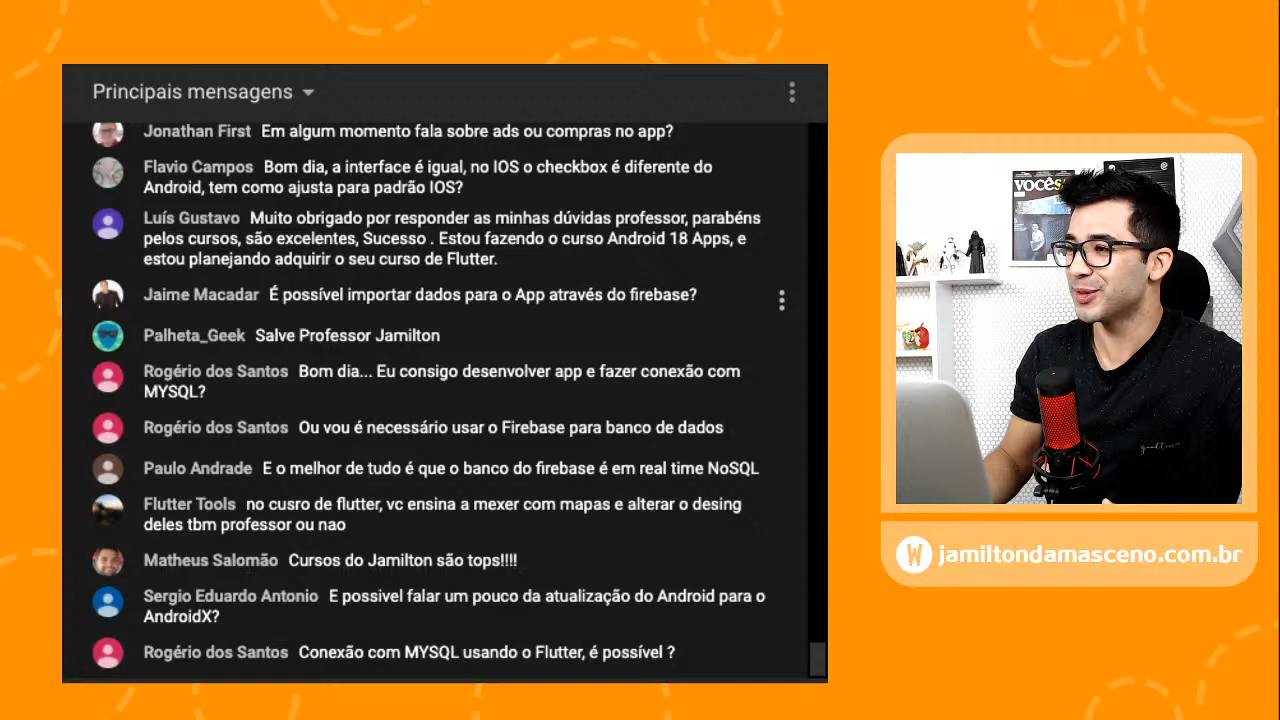 Principais mensagens
Jonathan First Em algum momento fala sobre ads ou compras no app?
Flavio Campos Bom dia, a interface é igual, no IOS o checkbox é diferente do
Android, tem como ajusta para padrão IOS?
Luís Gustavo Muito obrigado por responder as minhas dúvidas professor, parabéns
pelos cursos, são excelentes, Sucesso . Estou fazendo o curso Android 18 Apps, e
estou planejando adquirir o seu curso de Flutter.
Jaime Macadar É possível importar dados para o App através do firebase?
Palheta_Geek Salve Professor Jamilton
Rogério dos Santos Bom dia... Eu consigo desenvolver app e fazer conexão com
MYSQL?
Rogério dos Santos Ou vou é necessário usar o Firebase para banco de dados
Paulo Andrade E o melhor de tudo é que o banco do firebase é em real time NoSQL
Flutter Tools no cusro de flutter, vc ensina a mexer com mapas e alterar o desing
deles tbm professor ou nao
Matheus Salomão Cursos do Jamilton são tops!!!!
Sergio Eduardo Antonio E possivel falar um pouco da atualização do Android para o
AndroidX?
Rogério dos Santos Conexão com MYSQL usando o Flutter, é possível ?
VOCÊ S/
W jamiltondamasceno.com.br